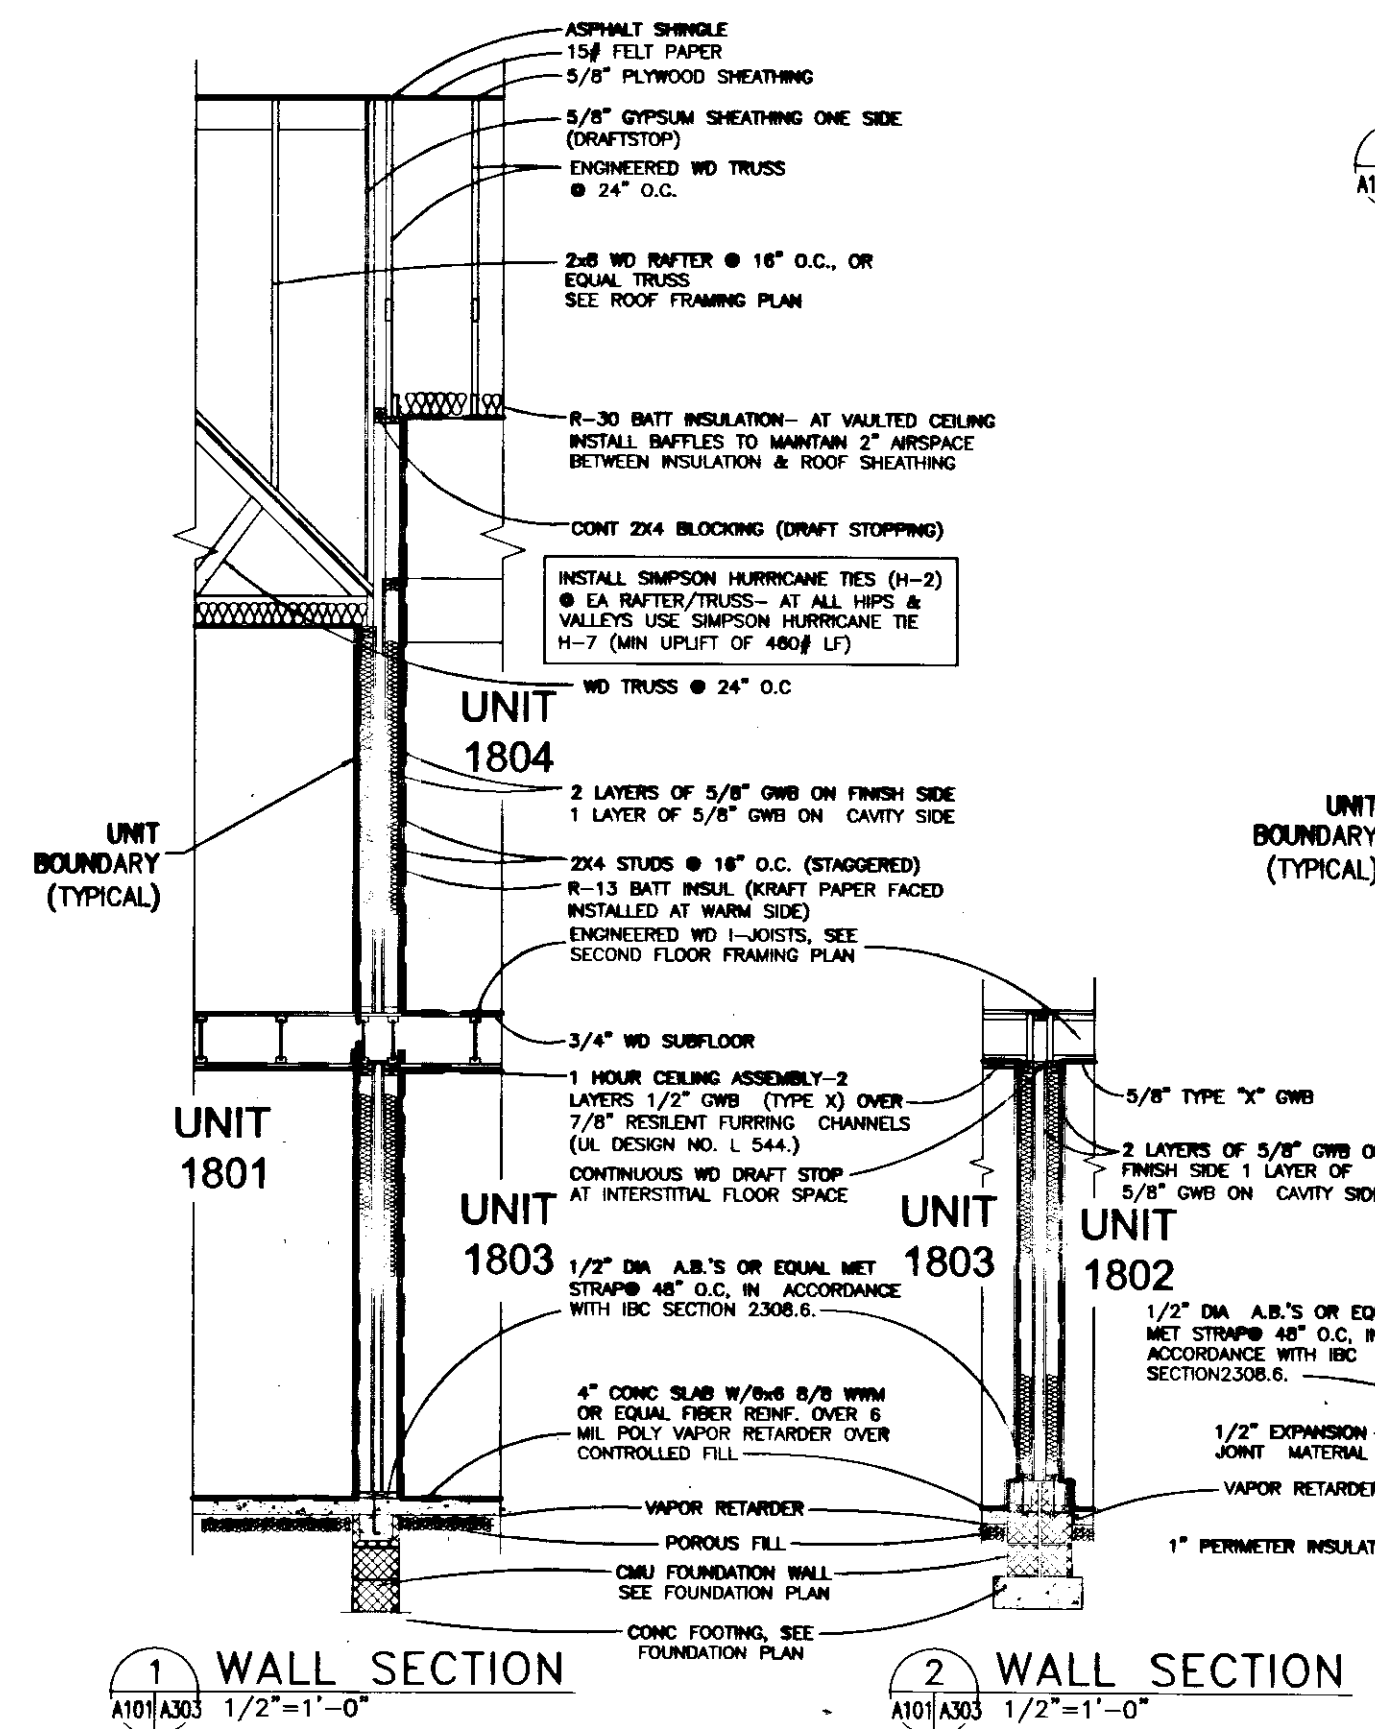 ASPHALT SHINGLE
15# FELT PAPER
5/8" PLYWOOD SHEATHING
5/8" GYPSUM SHEATHING ONE SIDE
(DRAFTSTOP)
ENGINEERED WD TRUSS
@ 24" O.C.
2x6 WD RAFTER @ 16" O.C., OR
EQUAL TRUSS
SEE ROOF FRAMING PLAN
R-30 BATT INSULATION- AT VAULTED CEILING
INSTALL BAFFLES TO MAINTAIN 2" AIRSPACE
BETWEEN INSULATION & ROOF SHEATHING
CONT 2X4 BLOCKING (DRAFT STOPPING)
INSTALL SIMPSON HURRICANE TIES (H-2)
@ EA RAFTER/TRUSS- AT ALL HIPS &
VALLEYS USE SIMPSON HURRICANE TIE
H-7 (MIN UPLIFT OF 460# LF)
WD TRUSS @ 24" O.C
UNIT
1804
2 LAYERS OF 5/8" GWB ON FINISH SIDE
1 LAYER OF 5/8" GWB ON CAVITY SIDE
UNIT
BOUNDARY
(TYPICAL)
2X4 STUDS @ 16" O.C. (STAGGERED)
R-13 BATT INSUL (KRAFT PAPER FACED
INSTALLED AT WARM SIDE)
ENGINEERED WD I-JOISTS, SEE
SECOND FLOOR FRAMING PLAN
3/4" WD SUBFLOOR
1 HOUR CEILING ASSEMBLY-2
LAYERS 1/2" GWB (TYPE X) OVER
7/8" RESILENT FURRING CHANNELS
(UL DESIGN NO. L 544.)
CONTINUOUS WD DRAFT STOP
AT INTERSTITIAL FLOOR SPACE
UNIT
1801
UNIT
1803
1/2" DIA A.B.'S OR EQUAL MET
STRAP@ 48" O.C, IN ACCORDANCE
WITH IBC SECTION 2308.6.
4" CONC SLAB W/6x6 8/8 WWM
OR EQUAL FIBER REINF. OVER 6
MIL POLY VAPOR RETARDER OVER
CONTROLLED FILL
VAPOR RETARDER
POROUS FILL
CMU FOUNDATION WALL
SEE FOUNDATION PLAN
CONC FOOTING, SEE
FOUNDATION PLAN
1
A101 A303
WALL SECTION
1/2"=1'-0"
A1
UNIT
BOUNDARY
(TYPICAL)
5/8" TYPE "X" GWB
2 LAYERS OF 5/8" GWB
FINISH SIDE 1 LAYER OF
5/8" GWB ON CAVITY SIDE
UNIT
1803
UNIT
1802
1/2" DIA A.B.'S OR EQ
MET STRAP@ 48" O.C, IN
ACCORDANCE WITH IBC
SECTION2308.6.
1/2" EXPANSION
JOINT MATERIAL
VAPOR RETARDER
1" PERIMETER INSULAT
2
A101 A303
WALL SECTION
1/2"=1'-0"